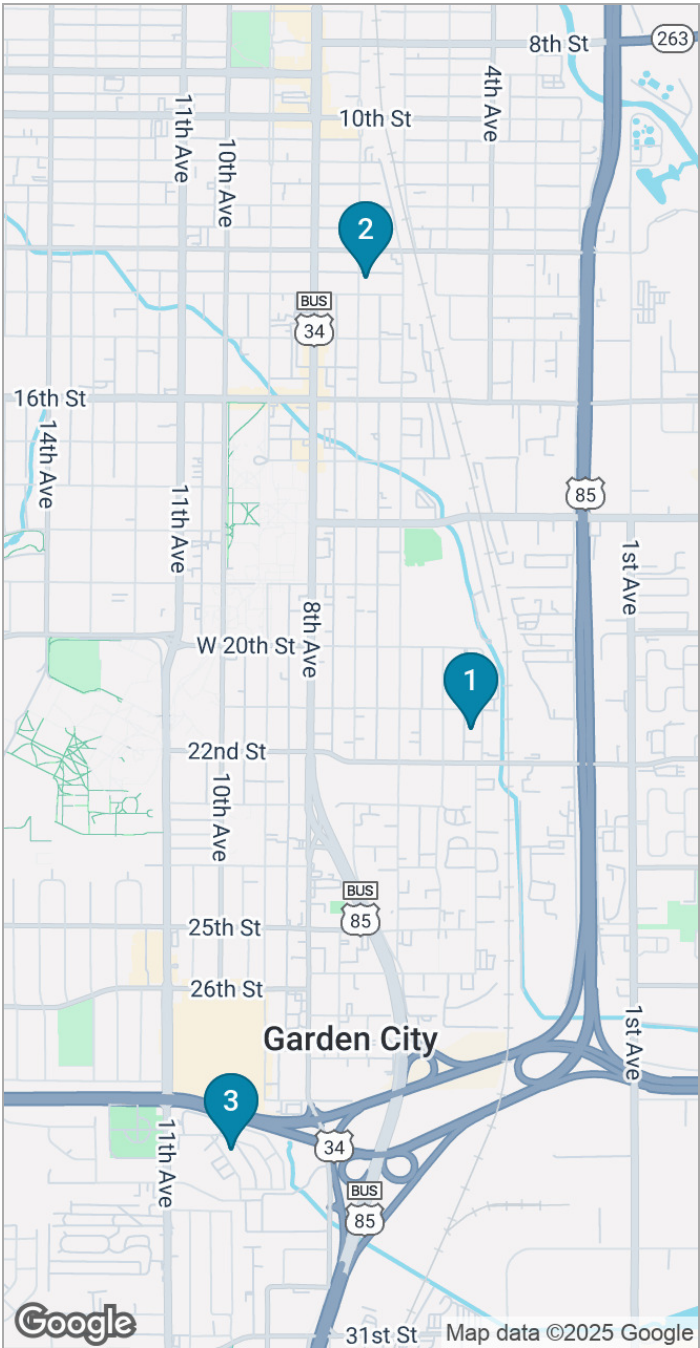 8th St
263
4th Ave
11th Ave
10th St
10th Ave
2
BUS
34
16th St
14th Ave
11th Ave
85
1st Ave
8th Ave
W 20th St
1
22nd St
10th Ave
BUS
85
25th St
26th St
Garden City
1st Ave
3
11th Ave
34
BUS
85
Google
31st St
Map data ©2025 Google